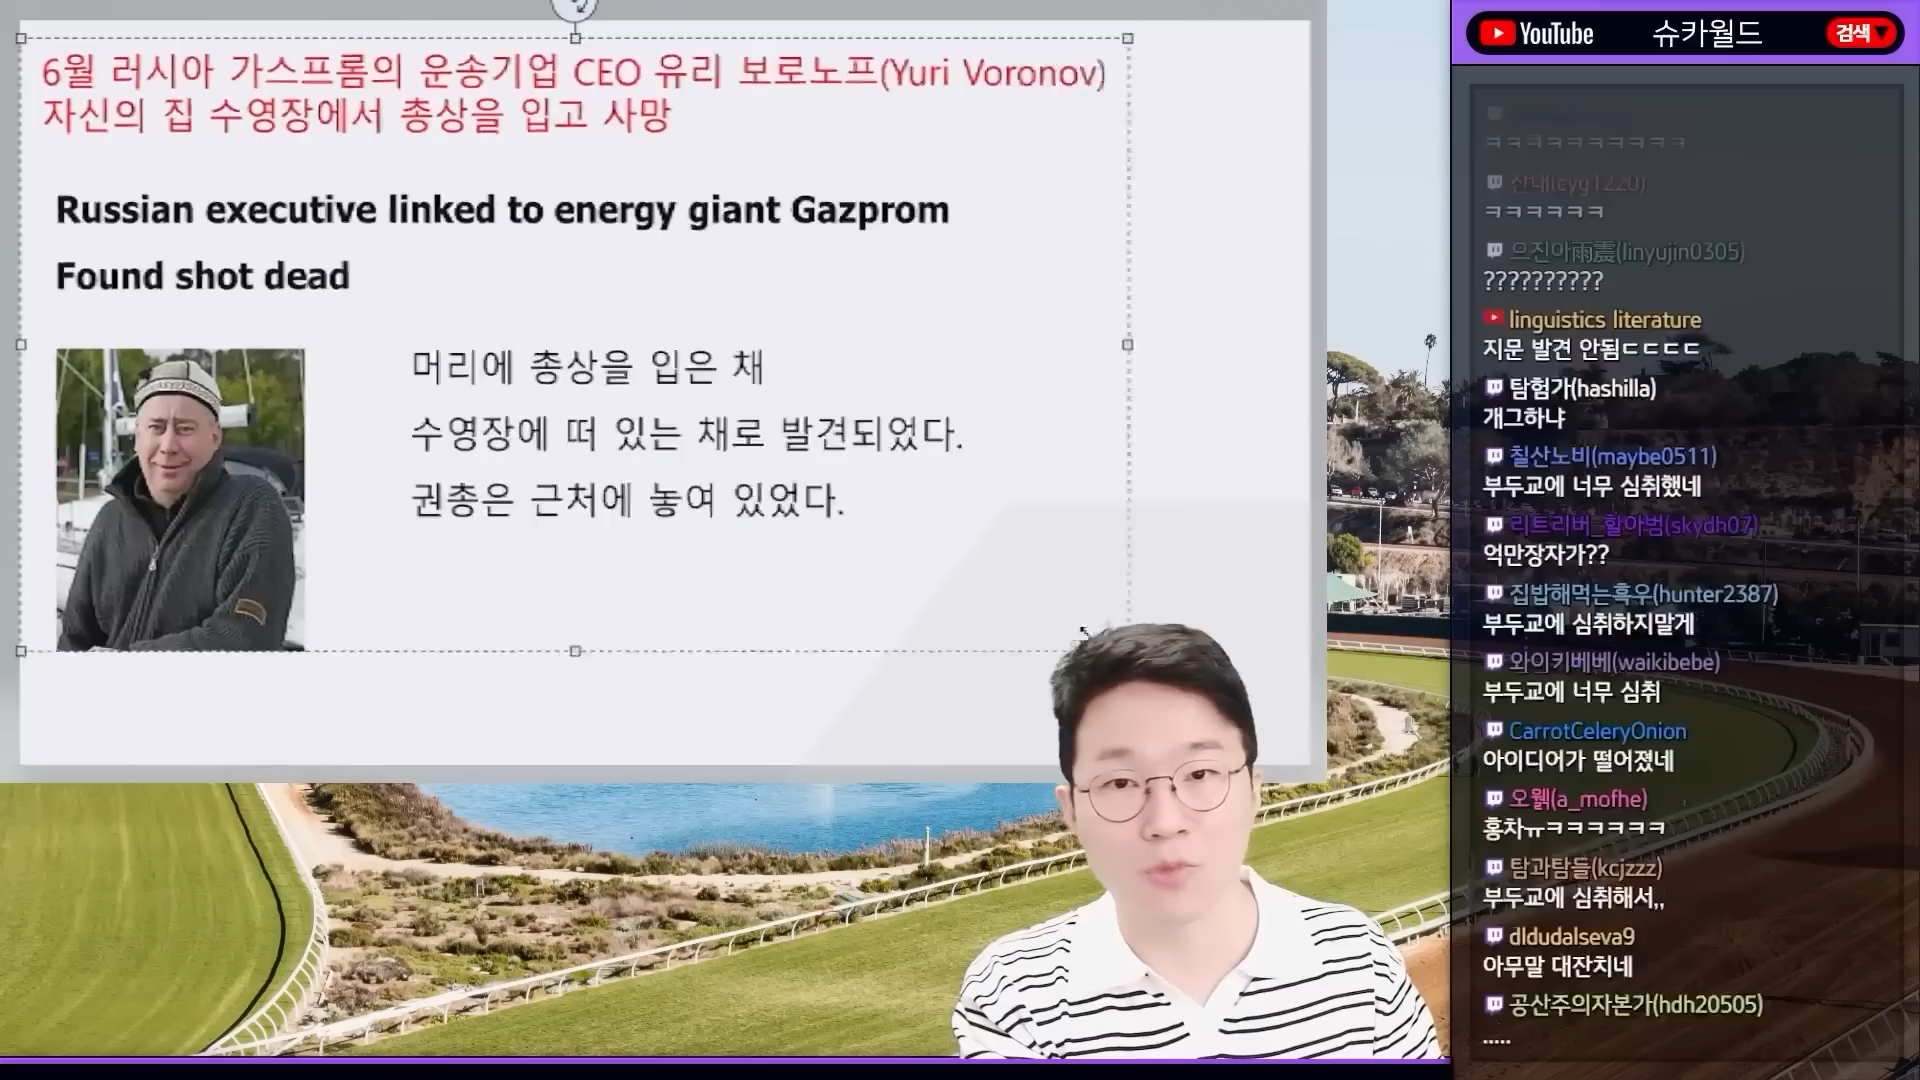 6월 러시아 가스프롬의 운송기업 CEO 유리 보로노프(Yuri Voronov)
자신의 집 수영장에서 총상을 입고 사망
Russian executive linked to energy giant Gazprom
Found shot dead
머리에 총상을 입은 채
수영장에 떠 있는 채로 발견되었다.
권총은 근처에 놓여 있었다.
YouTube 슈카월드 검색
ㅋㅋㅋㅋㅋㅋㅋㅋㅋㅋ
산내(cyg1220)
ㅋㅋㅋㅋㅋㅋ
으진아雨震(linyujin0305)
??????????
linguistics literature
지문 발견 안됨ㄷㄷㄷㄷ
탐험가(hashilla)
개그하냐
칠산노비(maybe0511)
부두교에 너무 심취했네
리트리버_할아범(skydh07)
억만장자가??
집밥해먹는흑우(hunter2387)
부두교에 심취하지말게
와이키베베(waikibebe)
부두교에 너무 심취
CarrotCeleryOnion
아이디어가 떨어졌네
오웳(a_mofhe)
홍차ㅠㅋㅋㅋㅋㅋㅋ
탐과탐들(kcjzzz)
부두교에 심취해서,,
dldudalseva9
아무말 대잔치네
공산주의자본가(hdh20505)
.....